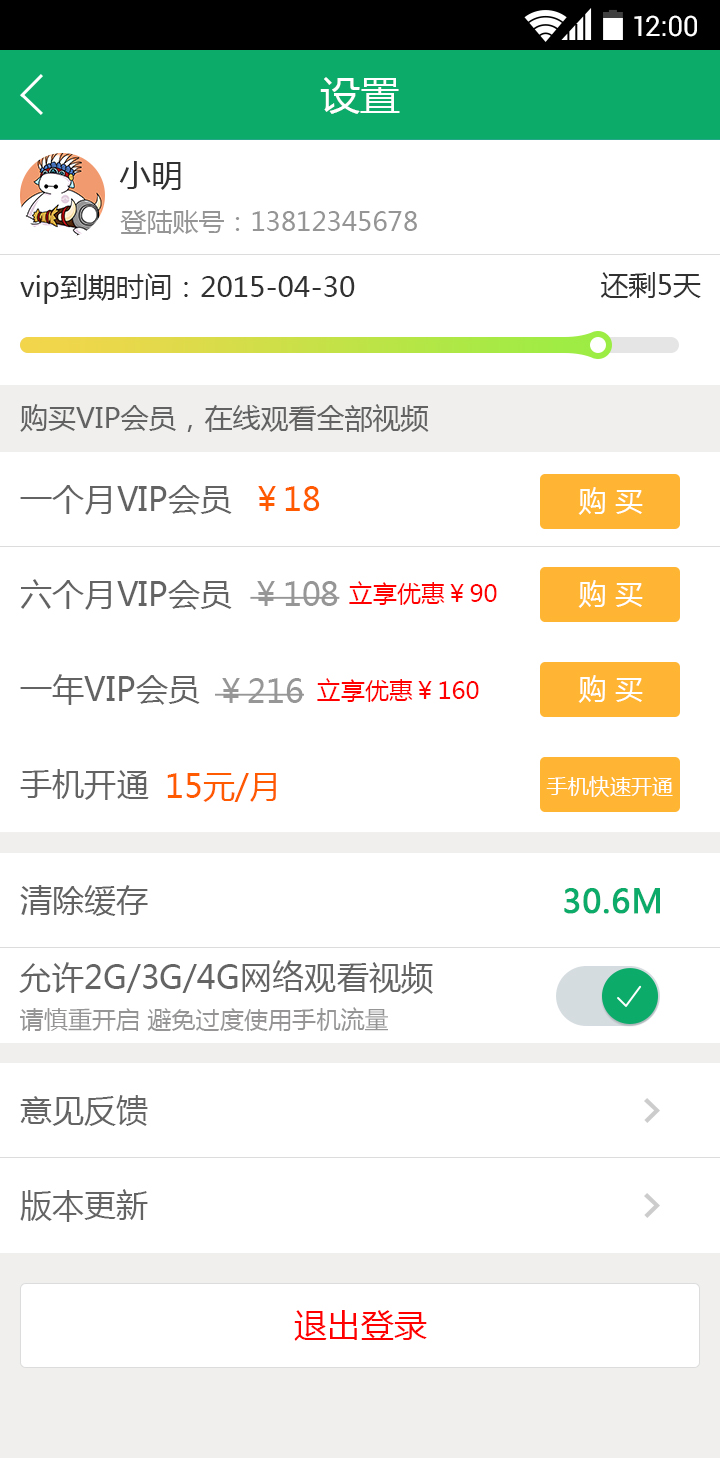 12:00
设置
小明
登陆账号：13812345678
vip到期时间：2015-04-30 还剩5天
购买VIP会员，在线观看全部视频
一个月VIP会员 ￥18 购 买
六个月VIP会员 ￥108 立享优惠￥90 购 买
一年VIP会员 ￥216 立享优惠￥160 购 买
手机开通 15元/月 手机快速开通
清除缓存 30.6M
允许2G/3G/4G网络观看视频
请慎重开启 避免过度使用手机流量
意见反馈
版本更新
退出登录